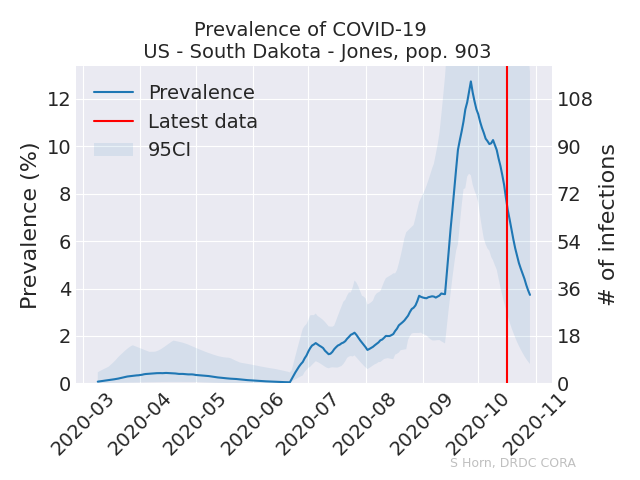 Prevalence of COVID-19
US - South Dakota - Jones, pop. 903
Prevalence
Latest data
95CI
Prevalence (%)
12
10
8
6
4
2
0
108
90
72
54
36
18
0
# of infections
2020-03
2020-04
2020-05
2020-06
2020-07
2020-08
2020-09
2020-10
2020-11
S Horn, DRDC CORA